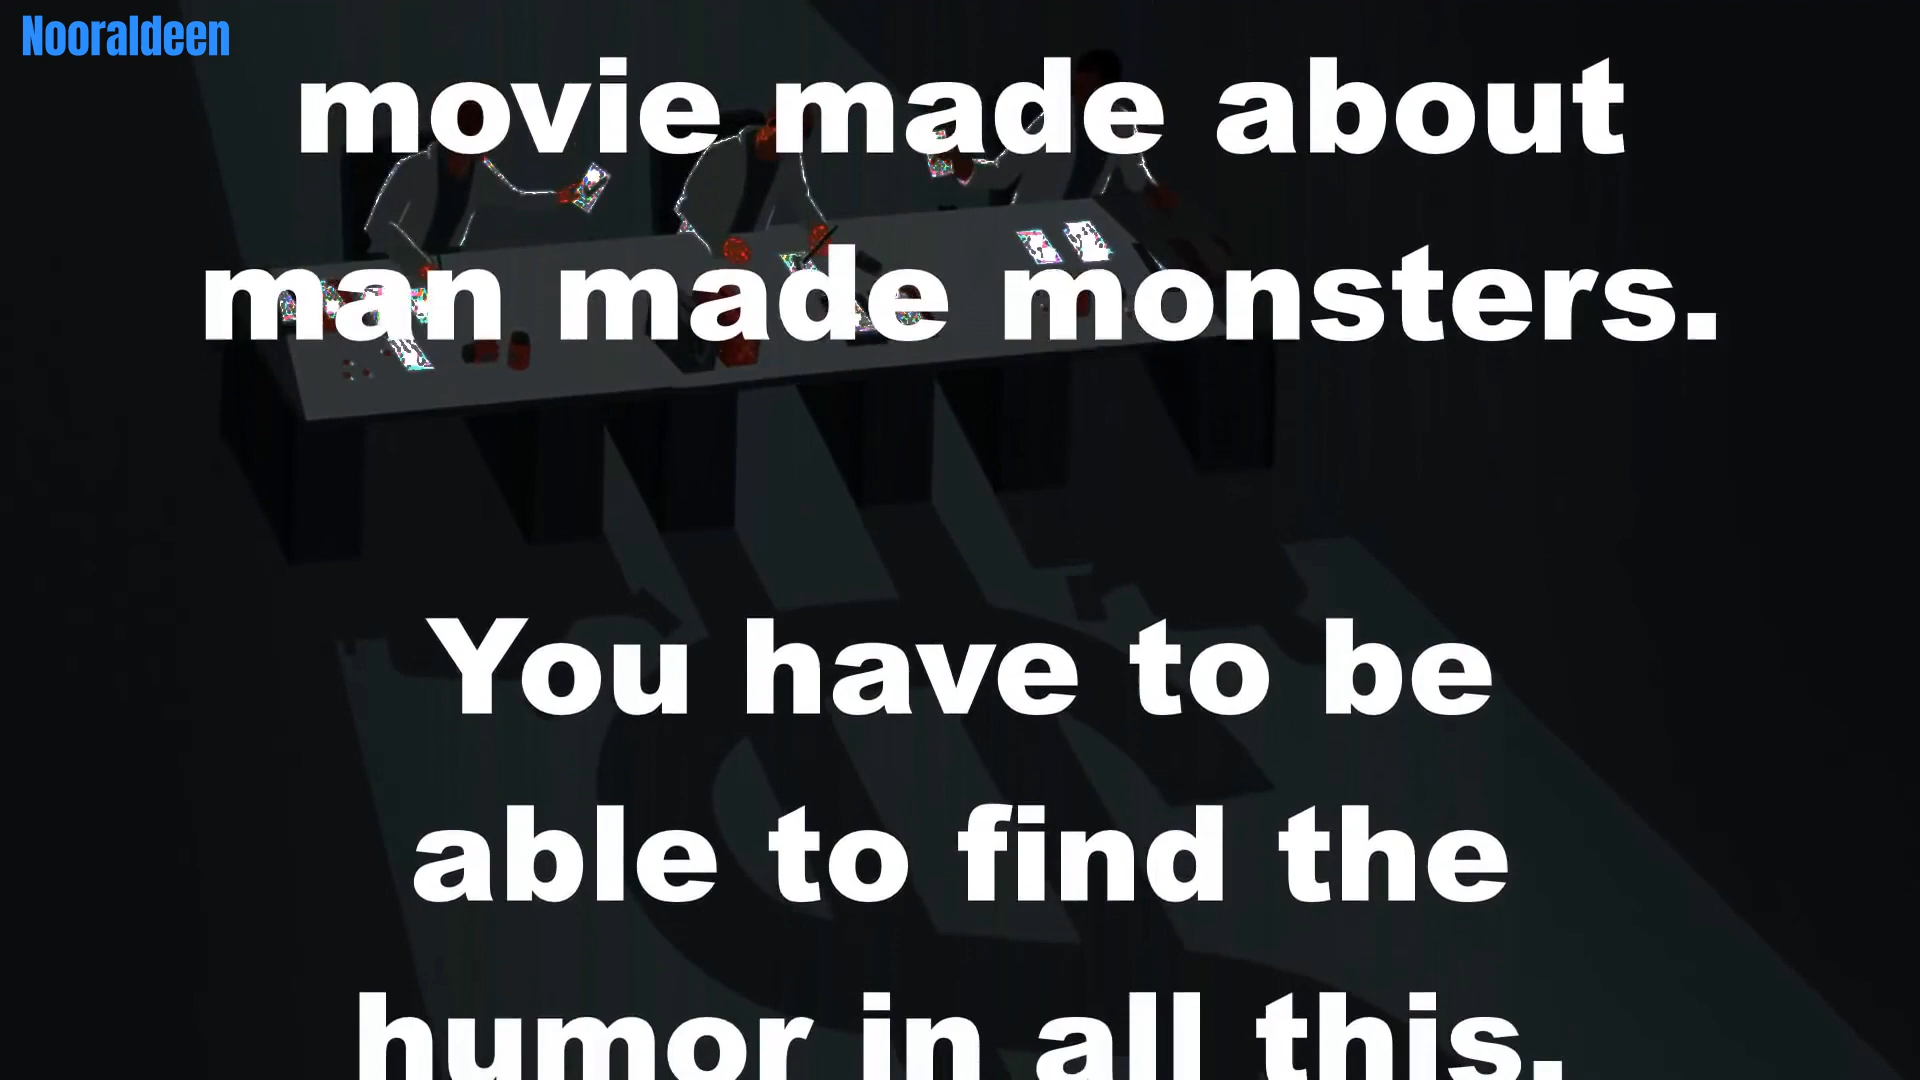 Nooraldeen
movie made about
man made monsters.
You have to be
able to find the
humor in all this.